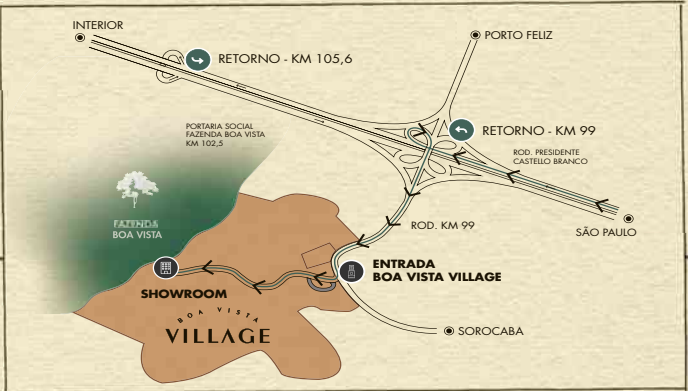 INTERIOR
PORTO FELIZ
RETORNO - KM 105,6
PORTARIA SOCIAL
FAZENDA BOA VISTA
KM 102,5
RETORNO - KM 99
ROD. PRESIDENTE
CASTELLO BRANCO
FAZENDA
BOA VISTA
ROD. KM 99
SÃO PAULO
ENTRADA
BOA VISTA VILLAGE
SHOWROOM
BOA VISTA
VILLAGE
SOROCABA